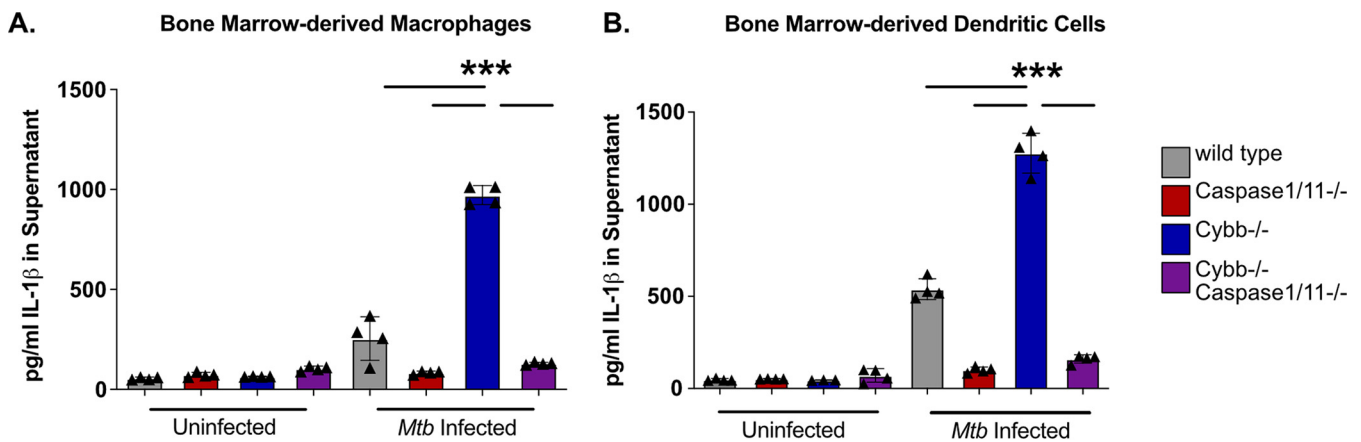 A.
Bone Marrow-derived Macrophages
***
pg/ml IL-1β in Supernatant
1500
1000
500
0
Uninfected
Mtb Infected
B.
Bone Marrow-derived Dendritic Cells
***
pg/ml IL-1β in Supernatant
1500
1000
500
0
Uninfected
Mtb Infected
wild type
Caspase1/11-/-
Cybb-/-
Cybb-/-
Caspase1/11-/-